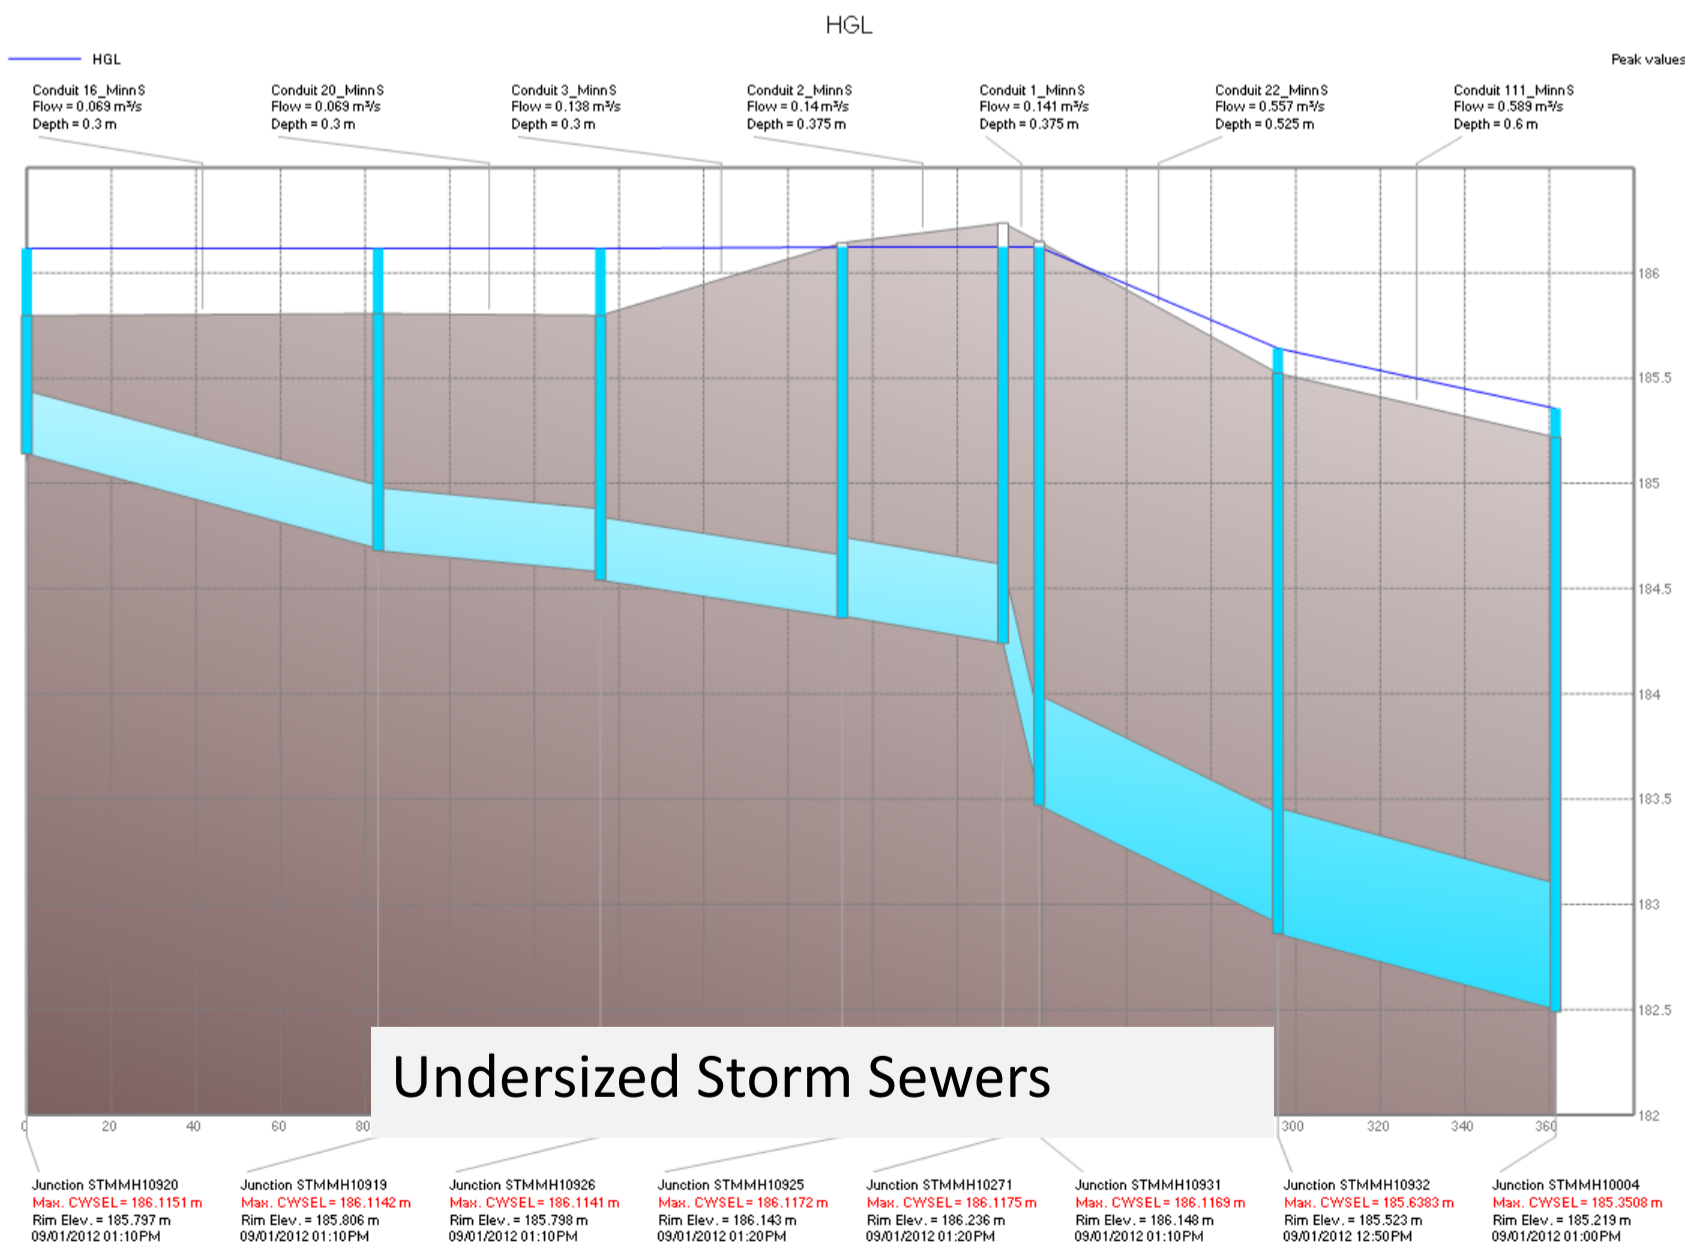 HGL
HGL
Peak values
Conduit 16_MinnS
Flow = 0.069 m³/s
Depth = 0.3 m
Conduit 20_MinnS
Flow = 0.069 m³/s
Depth = 0.3 m
Conduit 3_MinnS
Flow = 0.138 m³/s
Depth = 0.3 m
Conduit 2_MinnS
Flow = 0.14 m³/s
Depth = 0.375 m
Conduit 1_MinnS
Flow = 0.141 m³/s
Depth = 0.375 m
Conduit 22_MinnS
Flow = 0.557 m³/s
Depth = 0.525 m
Conduit 111_MinnS
Flow = 0.589 m³/s
Depth = 0.6 m
186
185.5
185
184.5
184
183.5
183
182.5
182
Undersized Storm Sewers
0 20 40 60 80 300 320 340 360
Junction STMMH10920
Max. CWSEL = 186.1151 m
Rim Elev. = 185.797 m
09/01/2012 01:10PM
Junction STMMH10919
Max. CWSEL = 186.1142 m
Rim Elev. = 185.806 m
09/01/2012 01:10PM
Junction STMMH10926
Max. CWSEL = 186.1141 m
Rim Elev. = 185.798 m
09/01/2012 01:10PM
Junction STMMH10925
Max. CWSEL = 186.1172 m
Rim Elev. = 186.143 m
09/01/2012 01:20PM
Junction STMMH10271
Max. CWSEL = 186.1175 m
Rim Elev. = 186.236 m
09/01/2012 01:20PM
Junction STMMH10931
Max. CWSEL = 186.1169 m
Rim Elev. = 186.148 m
09/01/2012 01:10PM
Junction STMMH10932
Max. CWSEL = 185.6383 m
Rim Elev. = 185.523 m
09/01/2012 12:50PM
Junction STMMH10004
Max. CWSEL = 185.3508 m
Rim Elev. = 185.219 m
09/01/2012 01:00PM